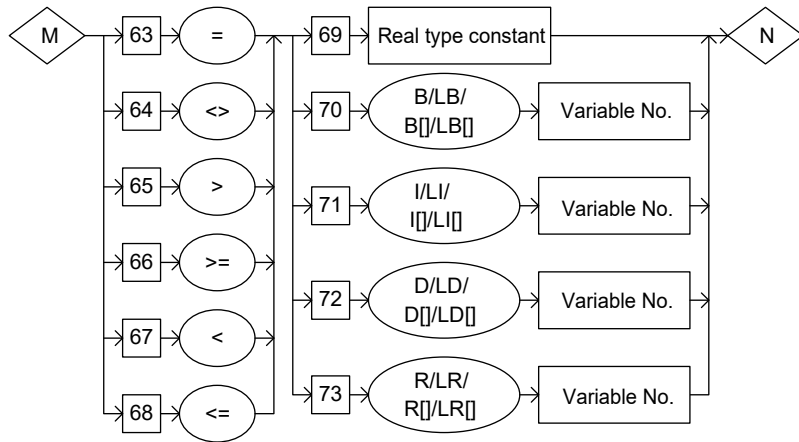 M
63
=
69
Real type constant
N
64
<>
70
B/LB/
B[]/LB[]
Variable No.
65
>
71
I/LI/
I[]/LI[]
Variable No.
66
>=
72
D/LD/
D[]/LD[]
Variable No.
67
<
73
R/LR/
R[]/LR[]
Variable No.
68
<=